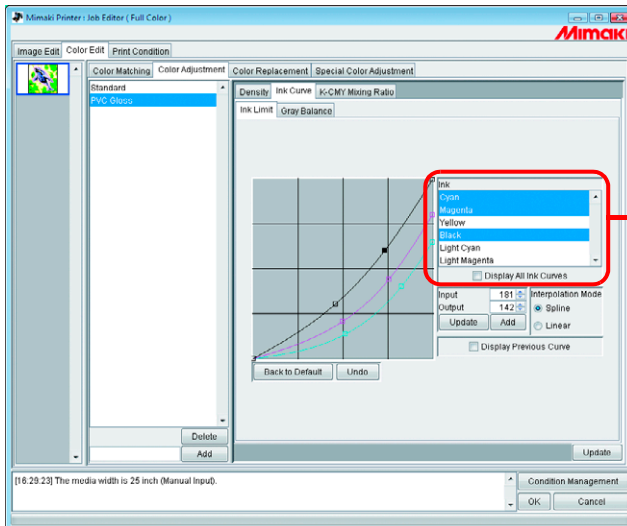 Mimaki Printer : Job Editor ( Full Color )
Mimaki
Image Edit Color Edit Print Condition
Color Matching Color Adjustment Color Replacement Special Color Adjustment
Standard
PVC Gloss
Density Ink Curve K-CMY Mixing Ratio
Ink Limit Gray Balance
Ink
Cyan
Magenta
Yellow
Black
Light Cyan
Light Magenta
Display All Ink Curves
Input 181 Interpolation Mode
Output 142 Spline
Update Add Linear
Display Previous Curve
Back to Default Undo
Delete
Add
Update
[16:29:23] The media width is 25 inch (Manual Input).
Condition Management
OK Cancel